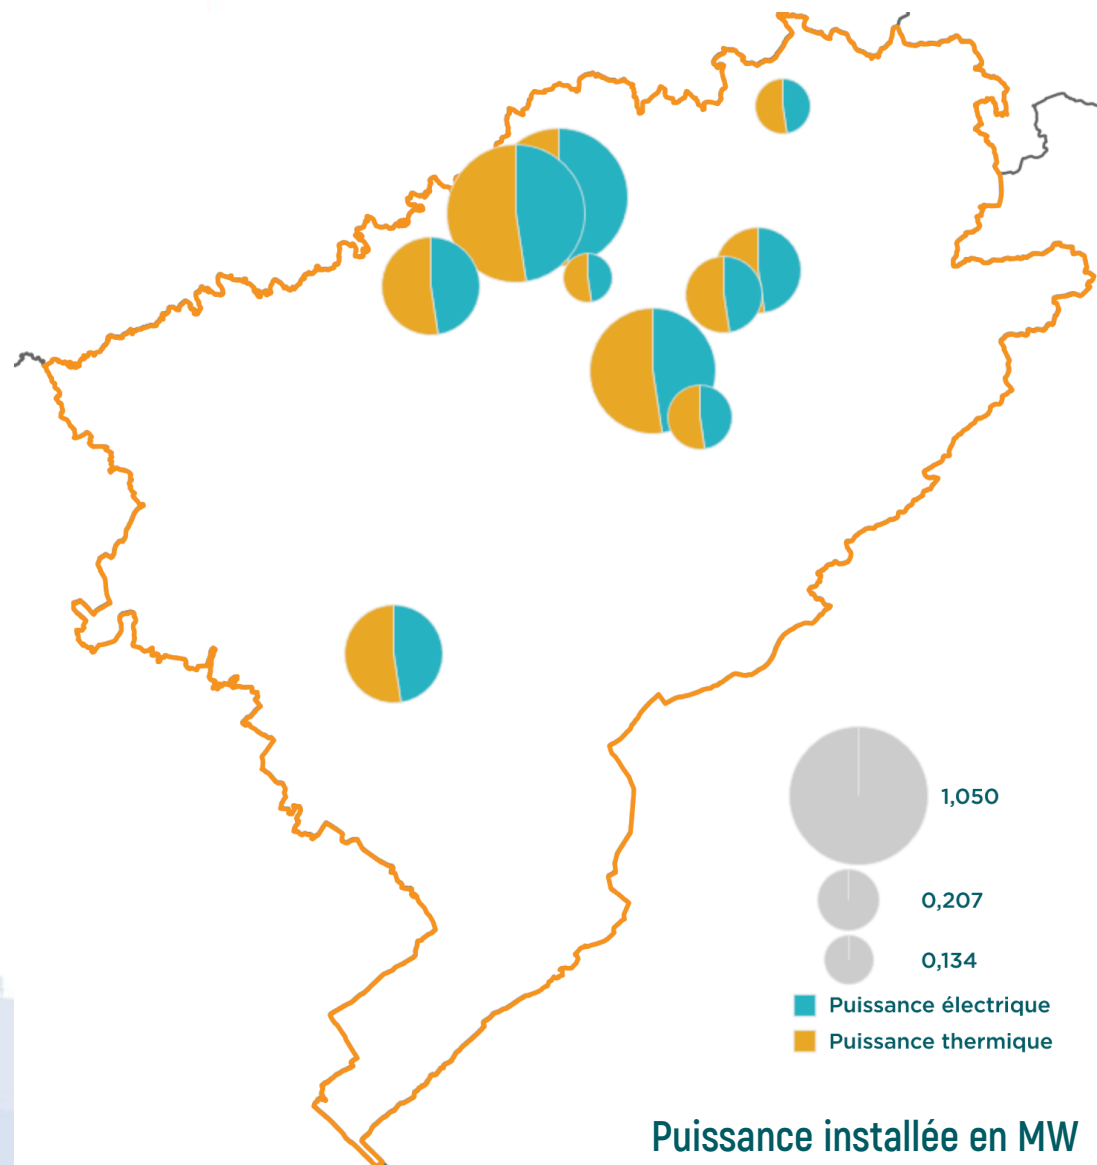 1,050
0,207
0,134
Puissance électrique
Puissance thermique
Puissance installée en MW